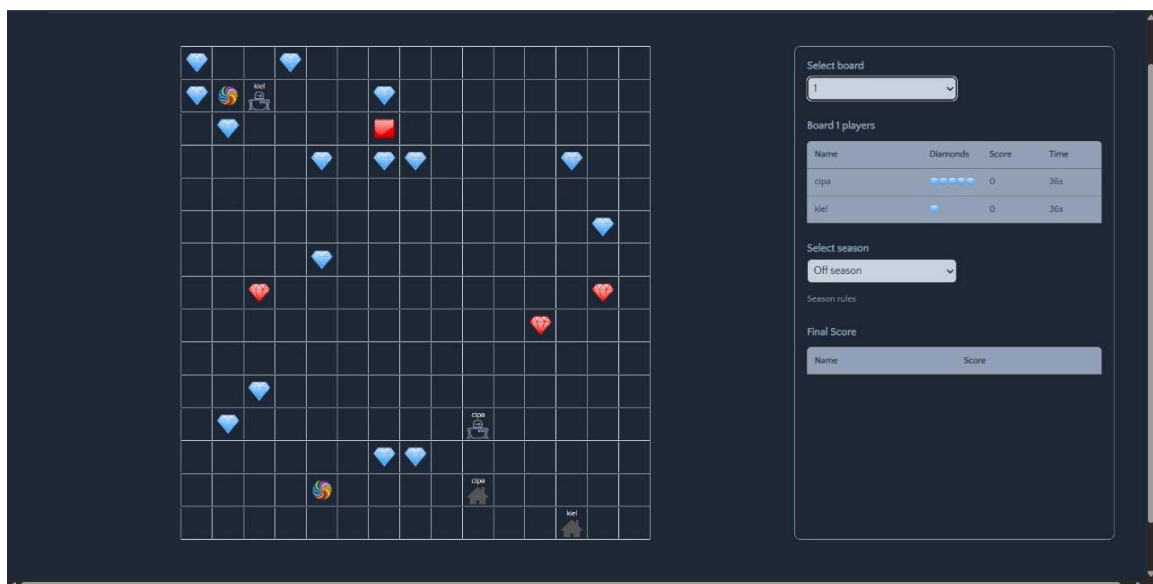 kiel
cipa
cipa
kiel
Select board
1
Board 1 players
Name Diamonds Score Time
cipa 0 36s
kiel 0 36s
Select season
Off season
Season rules
Final Score
Name Score